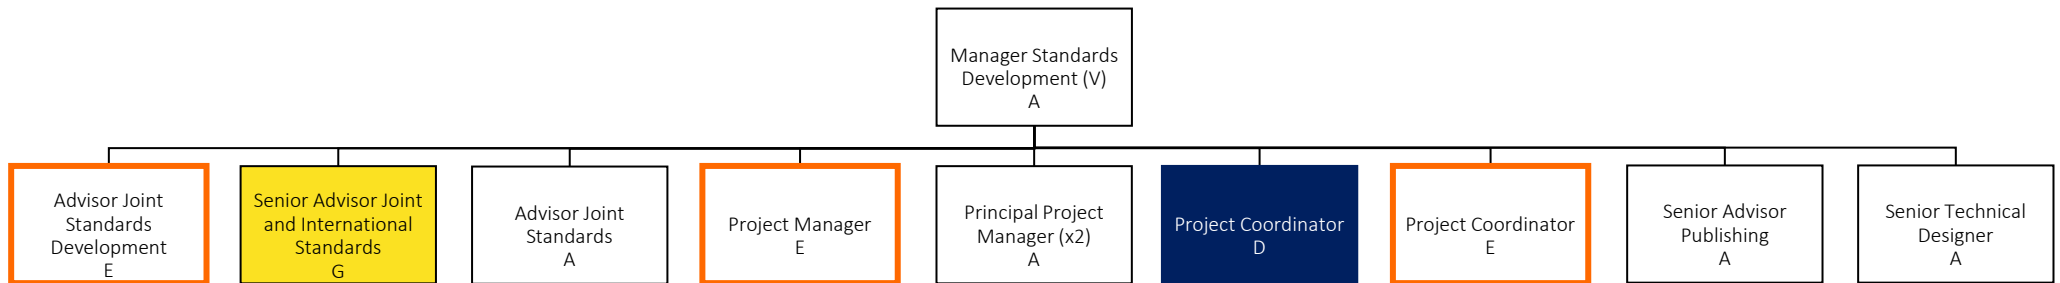 Manager Standards
Development (V)
A
Advisor Joint
Standards
Development
E
Senior Advisor Joint
and International
Standards
G
Advisor Joint
Standards
A
Project Manager
E
Principal Project
Manager (x2)
A
Project Coordinator
D
Project Coordinator
E
Senior Advisor
Publishing
A
Senior Technical
Designer
A